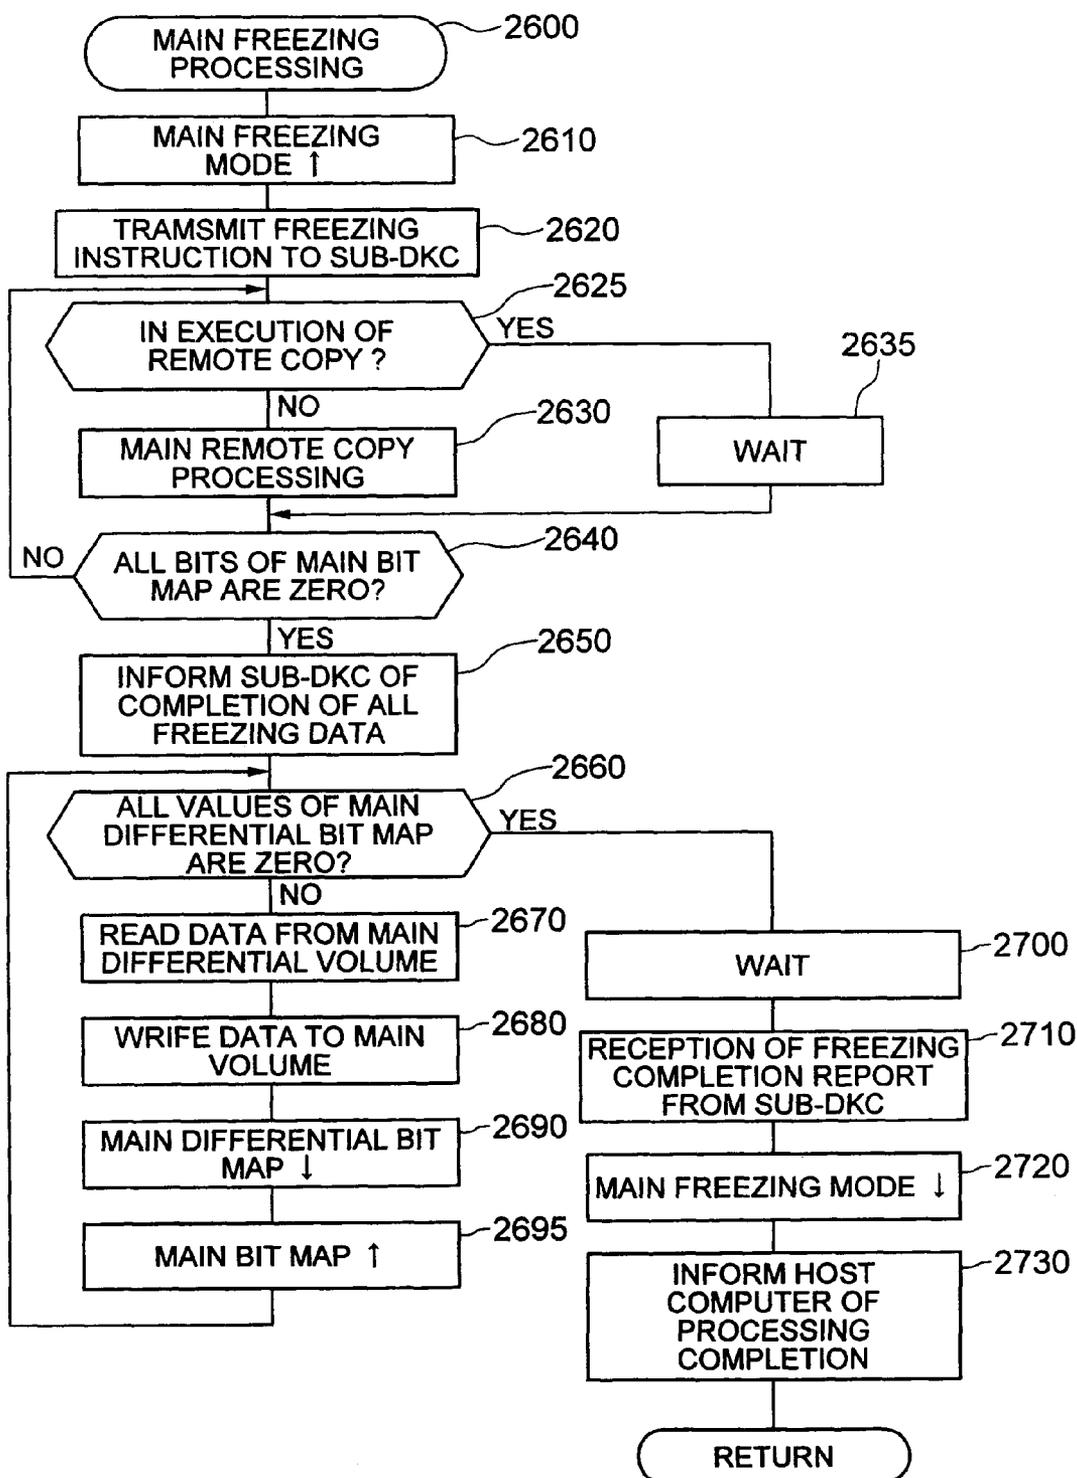 MAIN FREEZING
PROCESSING
2600
MAIN FREEZING
MODE ↑
2610
TRAMSMIT FREEZING
INSTRUCTION TO SUB-DKC
2620
IN EXECUTION OF
REMOTE COPY ?
2625
YES
NO
2635
WAIT
MAIN REMOTE COPY
PROCESSING
2630
ALL BITS OF MAIN BIT
MAP ARE ZERO?
2640
NO
YES
INFORM SUB-DKC OF
COMPLETION OF ALL
FREEZING DATA
2650
ALL VALUES OF MAIN
DIFFERENTIAL BIT MAP
ARE ZERO?
2660
YES
NO
READ DATA FROM MAIN
DIFFERENTIAL VOLUME
2670
WRIFE DATA TO MAIN
VOLUME
2680
MAIN DIFFERENTIAL BIT
MAP ↓
2690
MAIN BIT MAP ↑
2695
WAIT
2700
RECEPTION OF FREEZING
COMPLETION REPORT
FROM SUB-DKC
2710
MAIN FREEZING MODE ↓
2720
INFORM HOST
COMPUTER OF
PROCESSING
COMPLETION
2730
RETURN